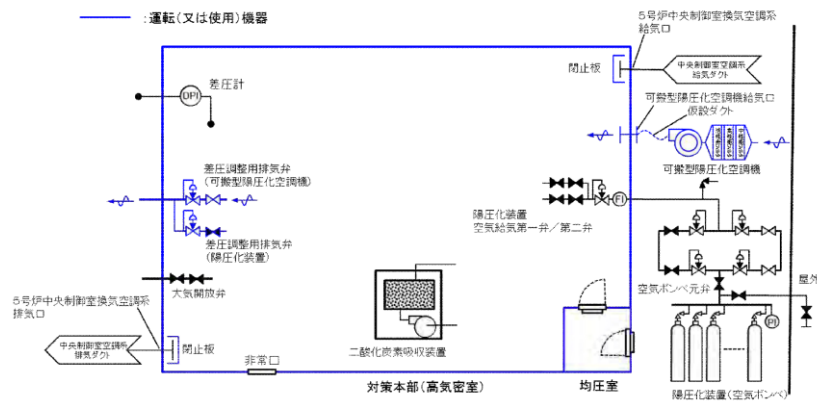 ：運転（又は使用）機器
5号炉中央制御室換気空調系
給気口
閉止板
中央制御室空調系
給気ダクト
差圧計
DPI
可搬型陽圧化空調機給気口
仮設ダクト
可搬型陽圧化空調機
差圧調整用排気弁
（可搬型陽圧化空調機）
FI
陽圧化装置
空気給気第一弁／第二弁
差圧調整用排気弁
（陽圧化装置）
大気開放弁
空気ボンベ元弁
屋外
5号炉中央制御室換気空調系
排気口
PI
中央制御室空調系
排気ダクト
閉止板
二酸化炭素吸収装置
非常口
対策本部（高気密室）
均圧室
陽圧化装置（空気ボンベ）